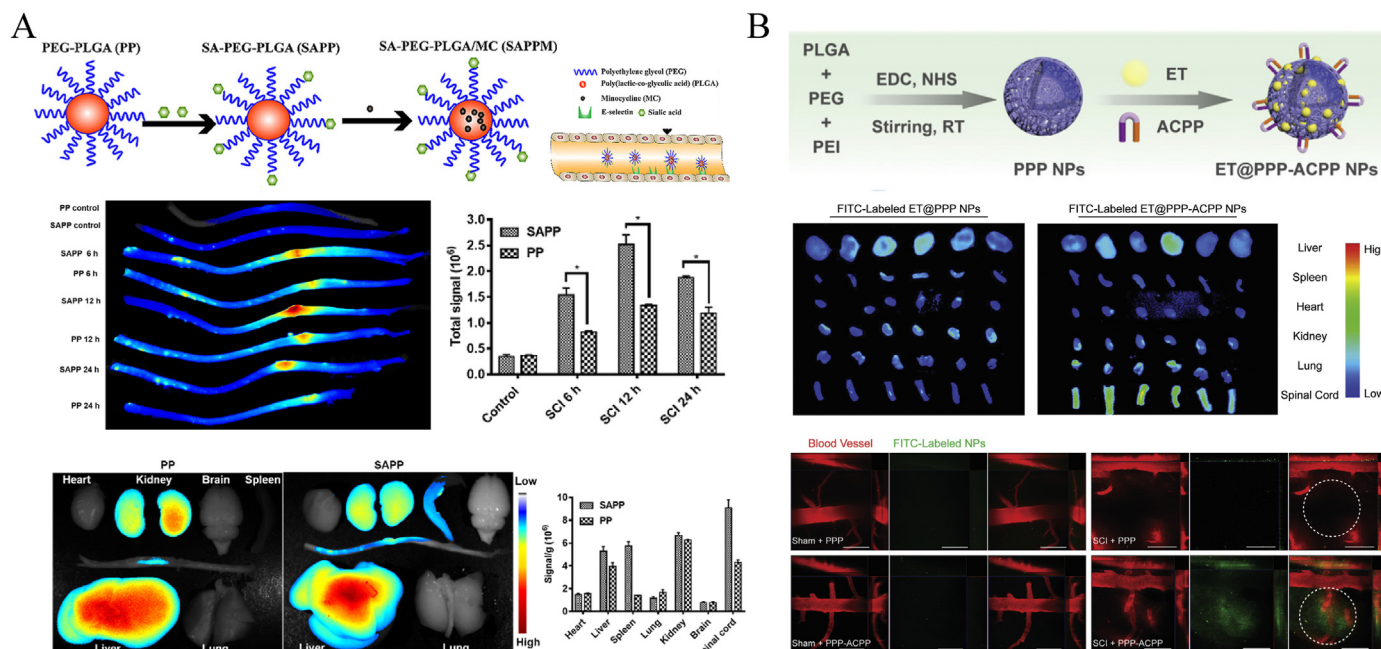 A
PEG-PLGA (PP)
SA-PEG-PLGA (SAPP)
SA-PEG-PLGA/MC (SAPPM)
Polyethylene glyool (PEG)
Poly(lactic-co-glycolic acid) (PLGA)
Minocycline (MC)
E-selectin
Sialic acid
PP control
SAPP control
SAPP 6 h
PP 6 h
SAPP 12 h
PP 12 h
SAPP 24 h
PP 24 h
Total signal (10⁶)
3.0
2.5
2.0
1.5
1.0
0.5
0.0
SAPP
PP
*
*
*
Control
SCI 6 h
SCI 12 h
SCI 24 h
PP
SAPP
Heart
Kidney
Brain
Spleen
Liver
Lung
Liver
Lung
Low
High
Signal/g (10⁶)
10
8
6
4
2
0
SAPP
PP
Heart
Liver
Spleen
Lung
Kidney
Brain
Spinal cord
B
PLGA
+
PEG
+
PEI
EDC, NHS
Stirring, RT
PPP NPs
ET
ACPP
ET@PPP-ACPP NPs
FITC-Labeled ET@PPP NPs
FITC-Labeled ET@PPP-ACPP NPs
Liver
Spleen
Heart
Kidney
Lung
Spinal Cord
High
Low
Blood Vessel
FITC-Labeled NPs
Sham + PPP
SCI + PPP
Sham + PPP-ACPP
SCI + PPP-ACPP